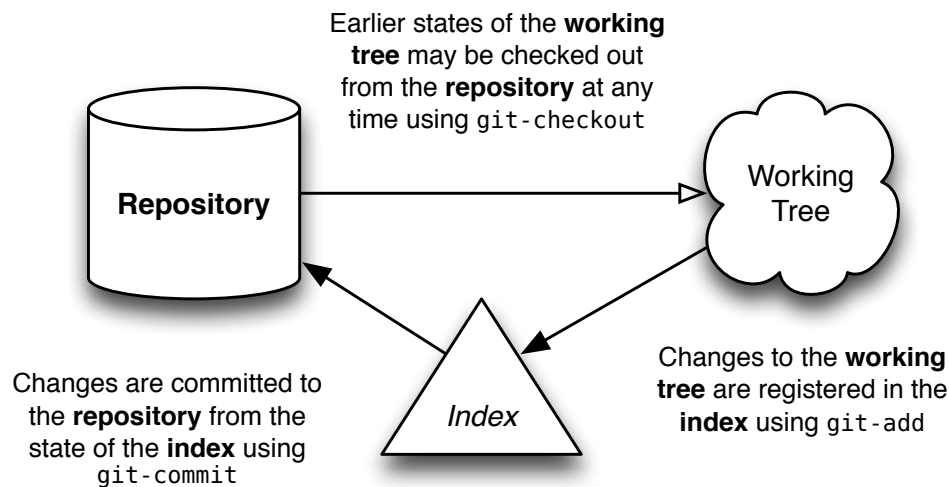 Earlier states of the working
tree may be checked out
from the repository at any
time using git-checkout
Repository
Working
Tree
Index
Changes are committed to
the repository from the
state of the index using
git-commit
Changes to the working
tree are registered in the
index using git-add